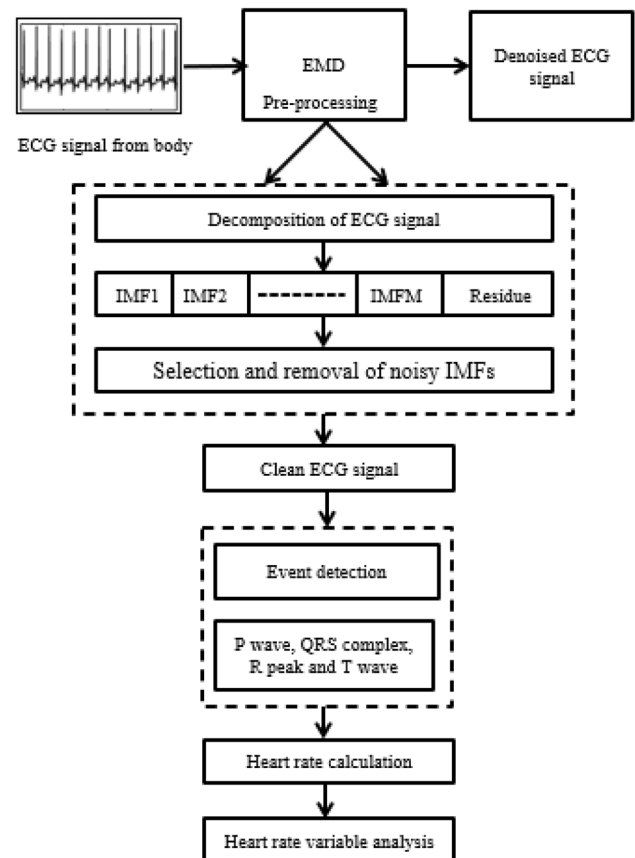 EMD
Pre-processing
Denoised ECG
signal
ECG signal from body
Decomposition of ECG signal
IMF1 IMF2 IMFM Residue
Selection and removal of noisy IMFs
Clean ECG signal
Event detection
P wave, QRS complex,
R peak and T wave
Heart rate calculation
Heart rate variable analysis